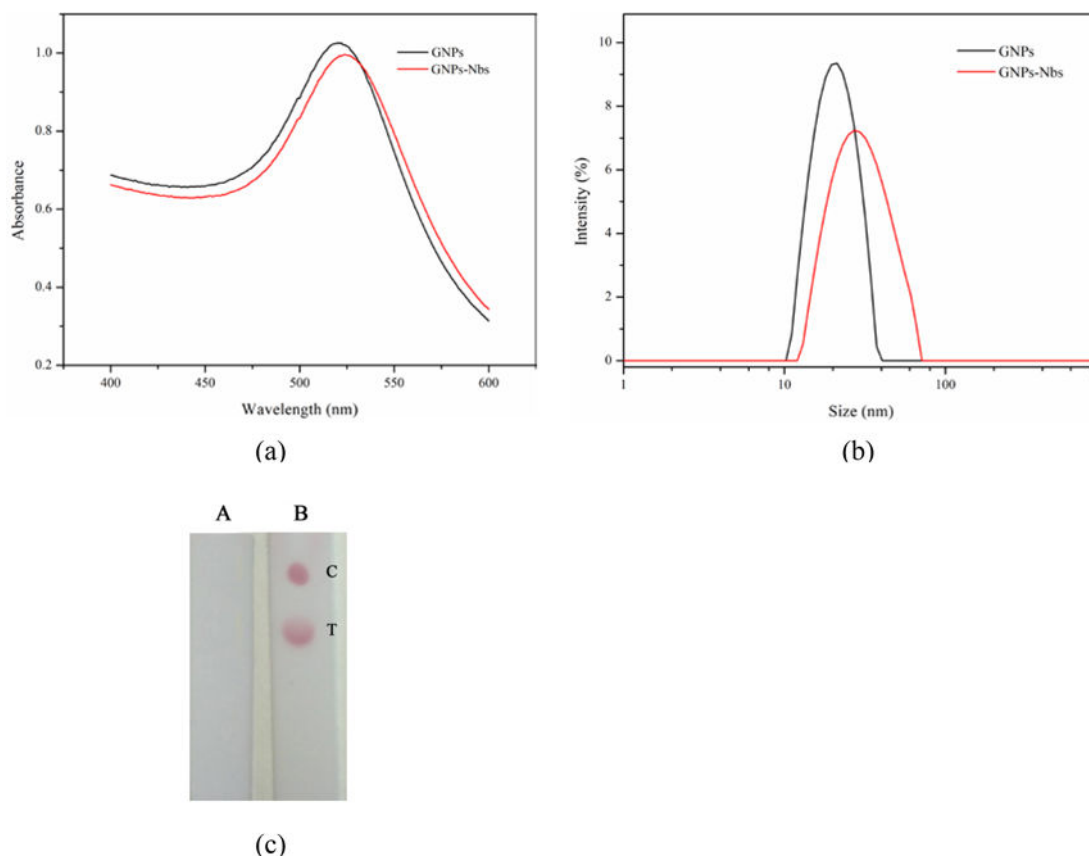 1.0
0.8
0.6
0.4
0.2
Absorbance
400
450
500
550
600
Wavelength (nm)
GNPs
GNPs-Nbs
(a)
10
8
6
4
2
0
Intensity (%)
1
10
100
Size (nm)
GNPs
GNPs-Nbs
(b)
A B
C
T
(c)